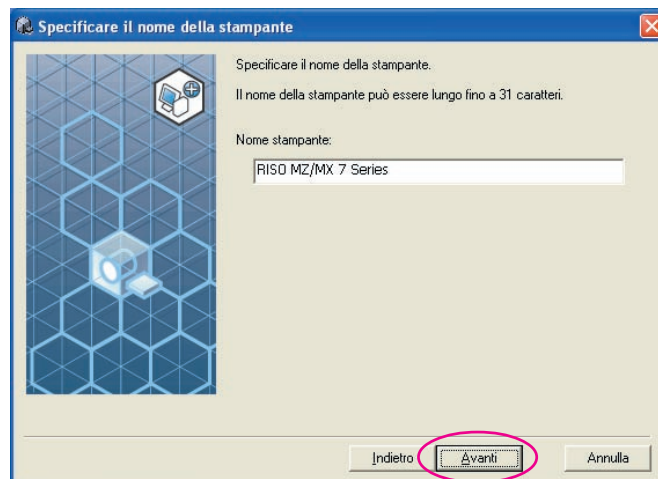 Specificare il nome della stampante
Specificare il nome della stampante.
Il nome della stampante può essere lungo fino a 31 caratteri.
Nome stampante:
RISO MZ/MX 7 Series
Indietro
Avanti
Annulla